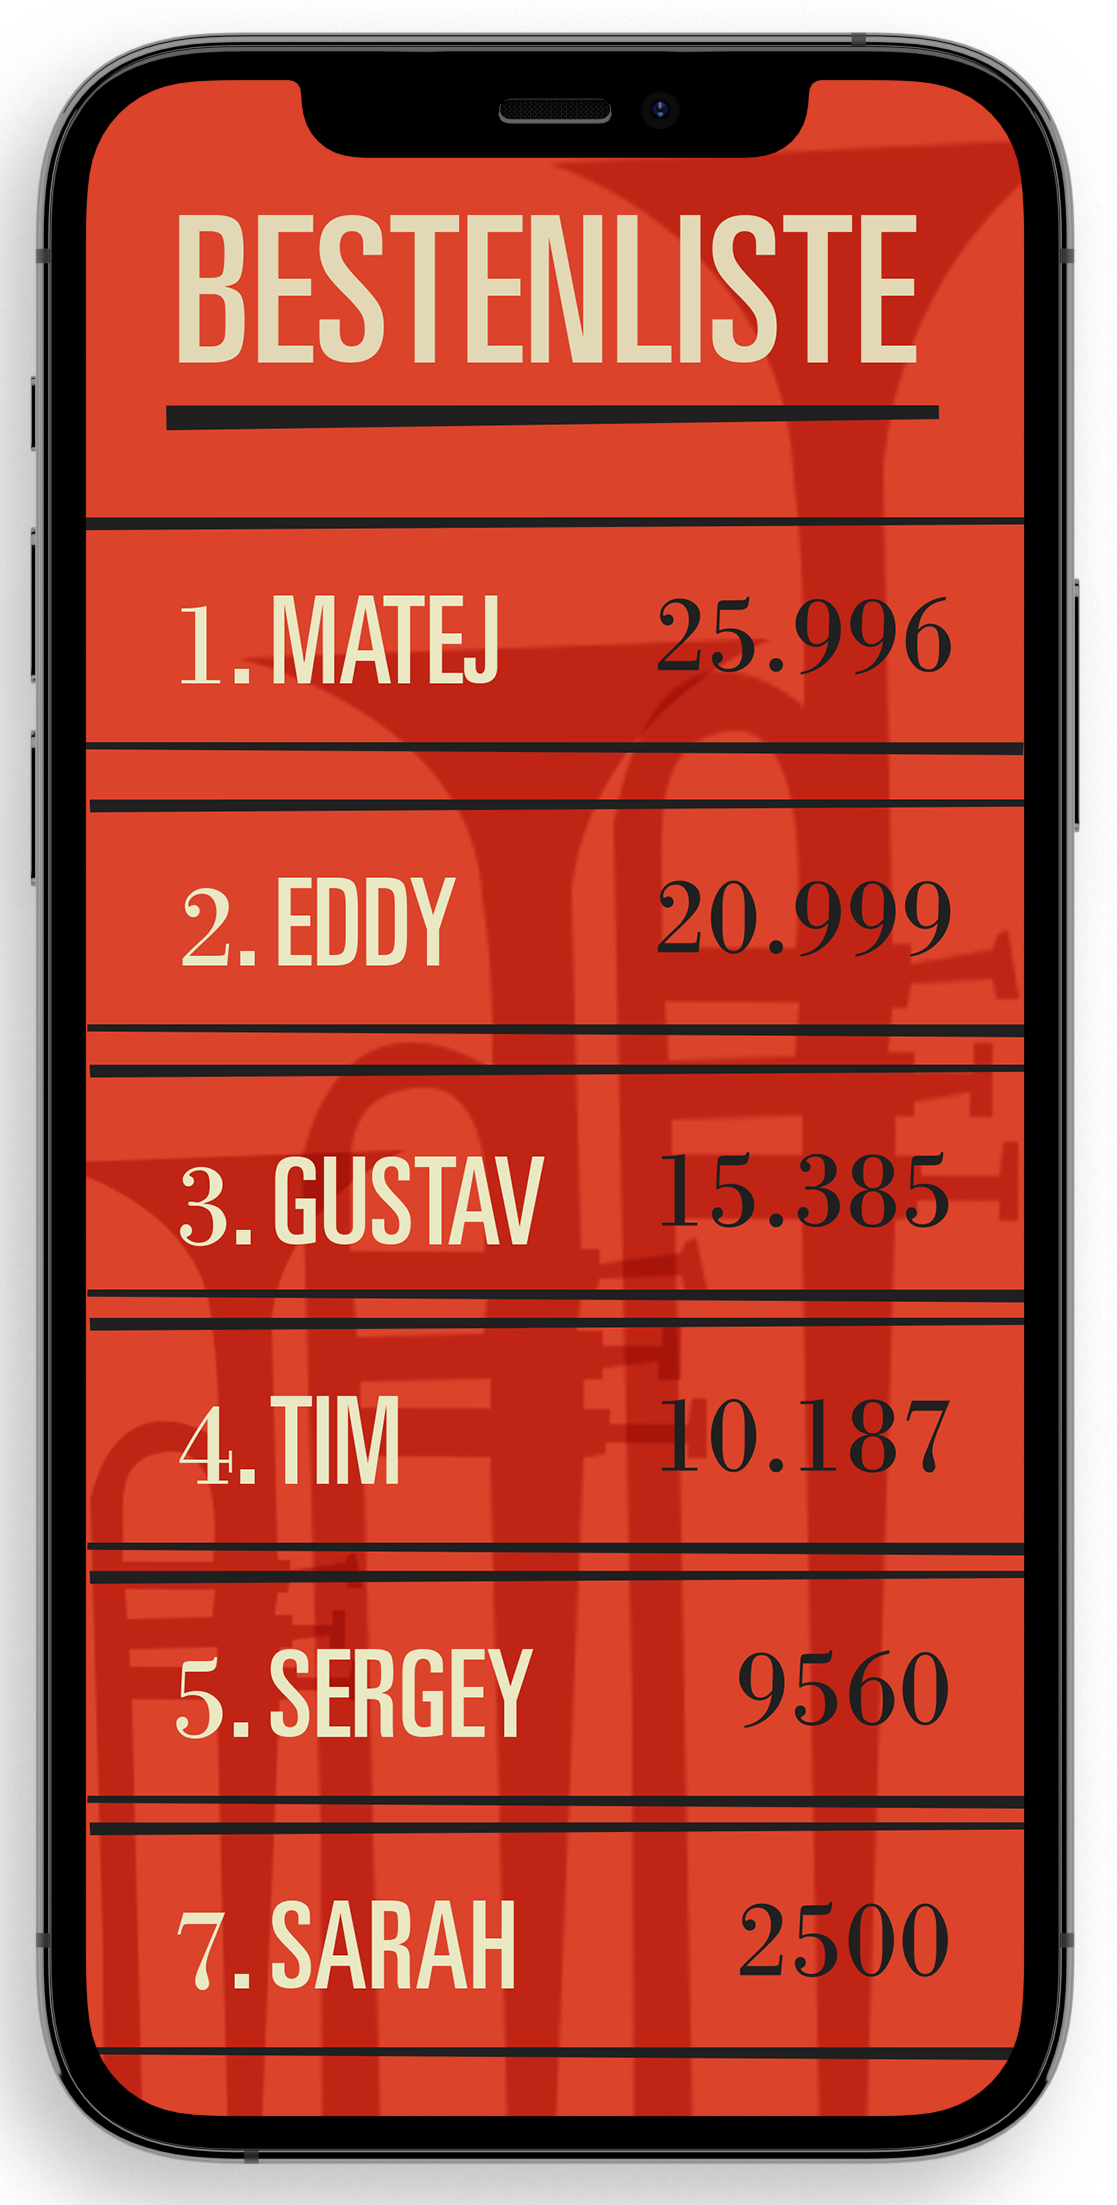 BESTENLISTE
1. MATEJ 25.996
2. EDDY 20.999
3. GUSTAV 15.385
4. TIM 10.187
5. SERGEY 9560
7. SARAH 2500